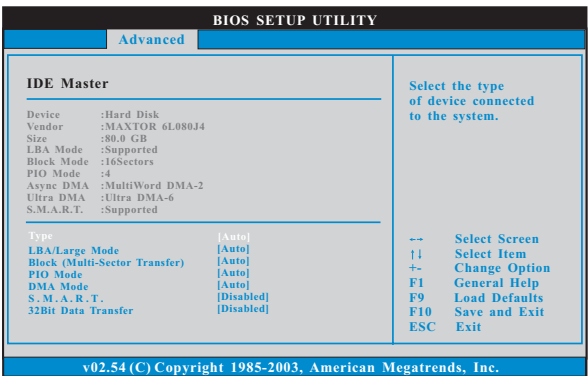 BIOS SETUP UTILITY
Advanced
IDE Master
Device :Hard Disk
Vendor :MAXTOR 6L080J4
Size :80.0 GB
LBA Mode :Supported
Block Mode :16Sectors
PIO Mode :4
Async DMA :MultiWord DMA-2
Ultra DMA :Ultra DMA-6
S.M.A.R.T. :Supported
Type [Auto]
LBA/Large Mode [Auto]
Block (Multi-Sector Transfer) [Auto]
PIO Mode [Auto]
DMA Mode [Auto]
S.M.A.R.T. [Disabled]
32Bit Data Transfer [Disabled]
Select the type
of device connected
to the system.
←→ Select Screen
↑↓ Select Item
+- Change Option
F1 General Help
F9 Load Defaults
F10 Save and Exit
ESC Exit
v02.54 (C) Copyright 1985-2003, American Megatrends, Inc.